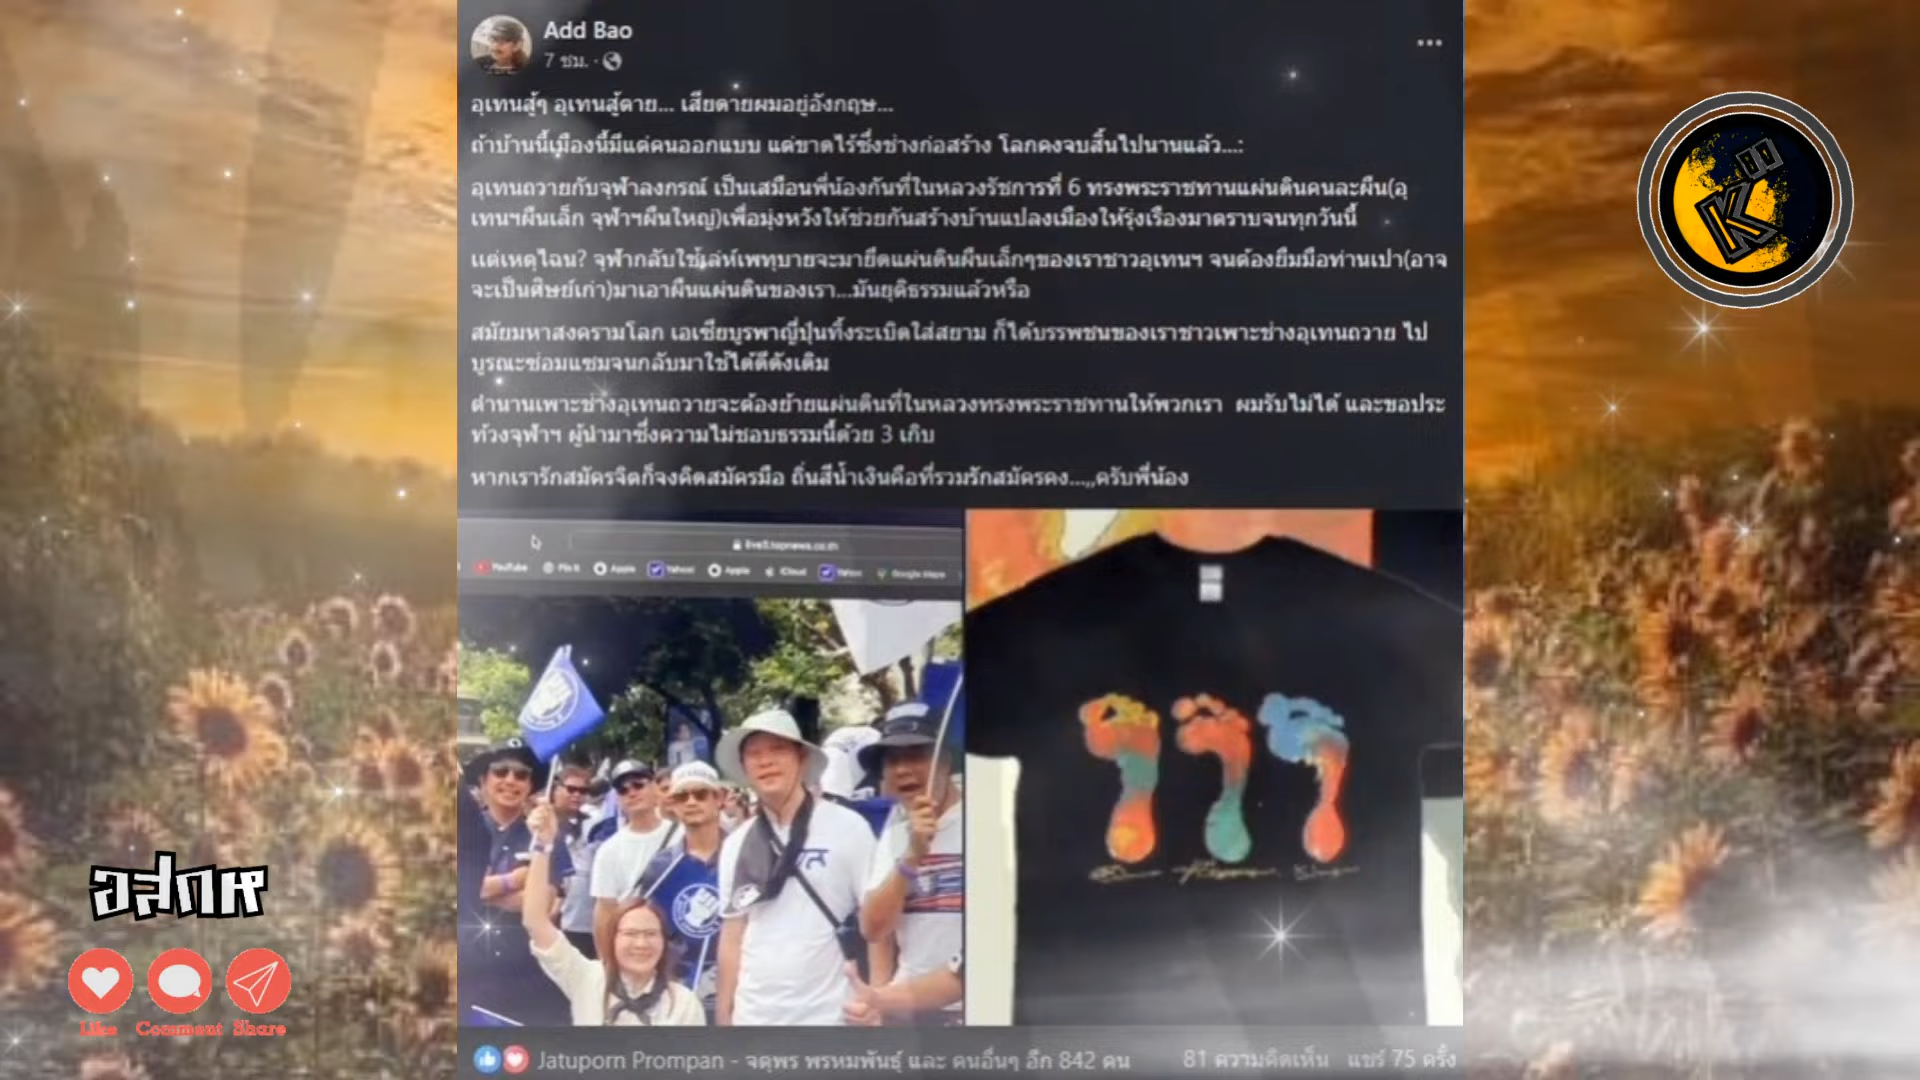 Add Bao
7 ชม. ·
อุเทนสู้ๆ อุเทนสู้ตาย... เสียดายผมอยู่อังกฤษ...
ถ้าบ้านนี้เมืองนี้มีแต่คนออกแบบ แต่ขาดไร้ซึ่งช่างก่อสร้าง โลกคงจบสิ้นไปนานแล้ว...:
อุเทนถวายกับจุฬาลงกรณ์ เป็นเสมือนพี่น้องกันที่ในหลวงรัชการที่ 6 ทรงพระราชทานแผ่นดินคนละผืน(อุ
เทนฯผืนเล็ก จุฬาฯผืนใหญ่)เพื่อมุ่งหวังให้ช่วยกันสร้างบ้านแปลงเมืองให้รุ่งเรืองมาตราบจนทุกวันนี้
แต่เหตุไฉน? จุฬากลับใช้เล่ห์เพทุบายจะมายึดแผ่นดินผืนเล็กๆของเราชาวอุเทนฯ จนต้องยืมมือท่านเปา(อาจ
จะเป็นศิษย์เก่า)มาเอาผืนแผ่นดินของเรา...มันยุติธรรมแล้วหรือ
สมัยมหาสงครามโลก เอเชียบูรพาญี่ปุ่นทิ้งระเบิดใส่สยาม ก็ได้บรรพชนของเราชาวเพาะช่างอุเทนถวาย ไป
บูรณะซ่อมแซมจนกลับมาใช้ได้ดีดังเดิม
ตำนานเพาะช่างอุเทนถวายจะต้องย้ายแผ่นดินที่ในหลวงทรงพระราชทานให้พวกเรา ผมรับไม่ได้ และขอประ
ท้วงจุฬาฯ ผู้นำมาซึ่งความไม่ชอบธรรมนี้ด้วย 3 เกิบ
หากเรารักสมัครจิตก็จงคิดสมัครมือ ถิ่นสีน้ำเงินคือที่รวมรักสมัครคง...,,ครับพี่น้อง
live3.topnews.co.th
YouTube Pin It Apple Yahoo! Apple iCloud Yahoo Google Maps
K
อสกห
Like Comment Share
Jatuporn Prompan - จตุพร พรหมพันธุ์ และ คนอื่นๆ อีก 842 คน
81 ความคิดเห็น แชร์ 75 ครั้ง